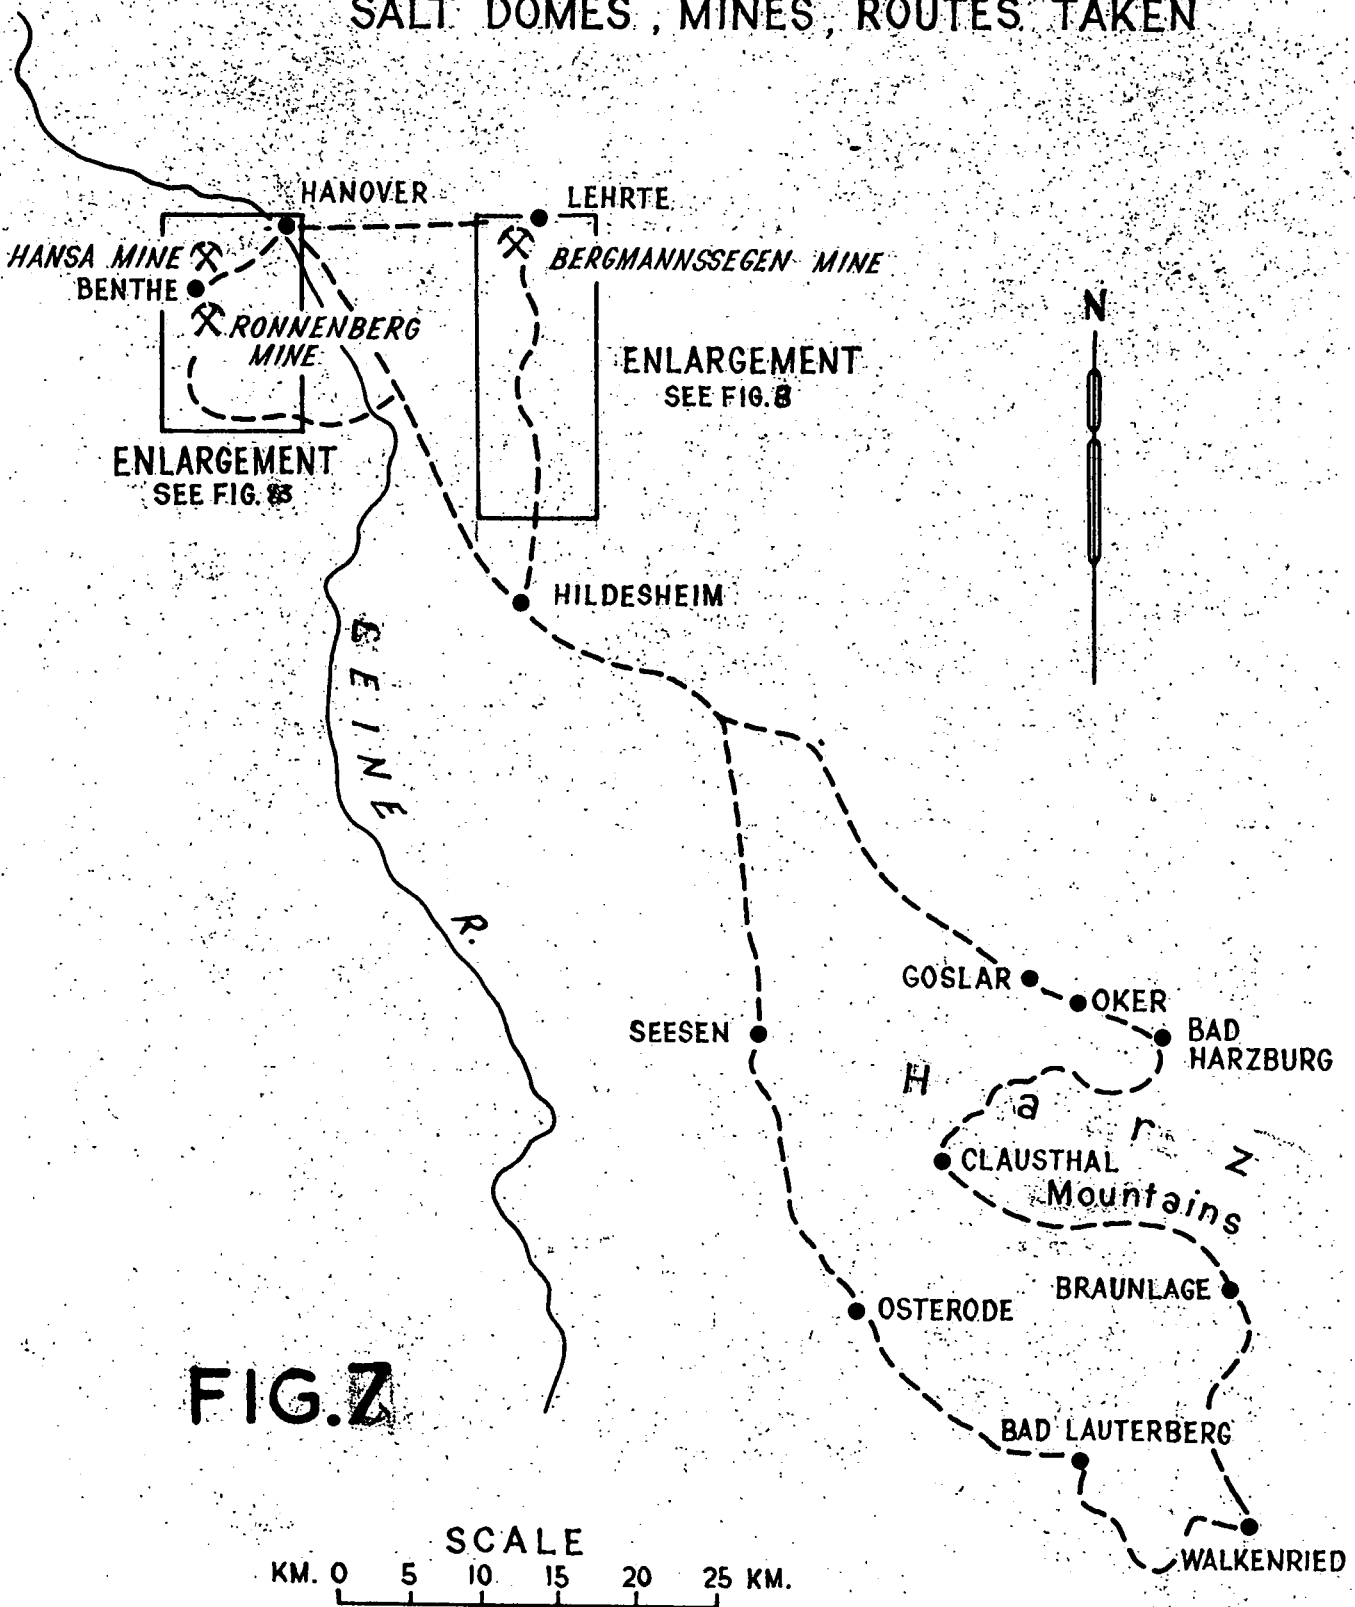 SALT DOMES, MINES, ROUTES TAKEN
HANOVER
LEHRTE
HANSA MINE
BERGMANNSSEGEN MINE
BENTHE
RONNENBERG
MINE
N
ENLARGEMENT
SEE FIG. 8
ENLARGEMENT
SEE FIG.
HILDESHEIM
LEINE
R.
GOSLAR
OKER
SEESEN
BAD
HARZBURG
Harz
CLAUSTHAL
Mountains
BRAUNLAGE
OSTERODE
FIG. 7
BAD LAUTERBERG
WALKENRIED
SCALE
KM. 0 5 10 15 20 25 KM.